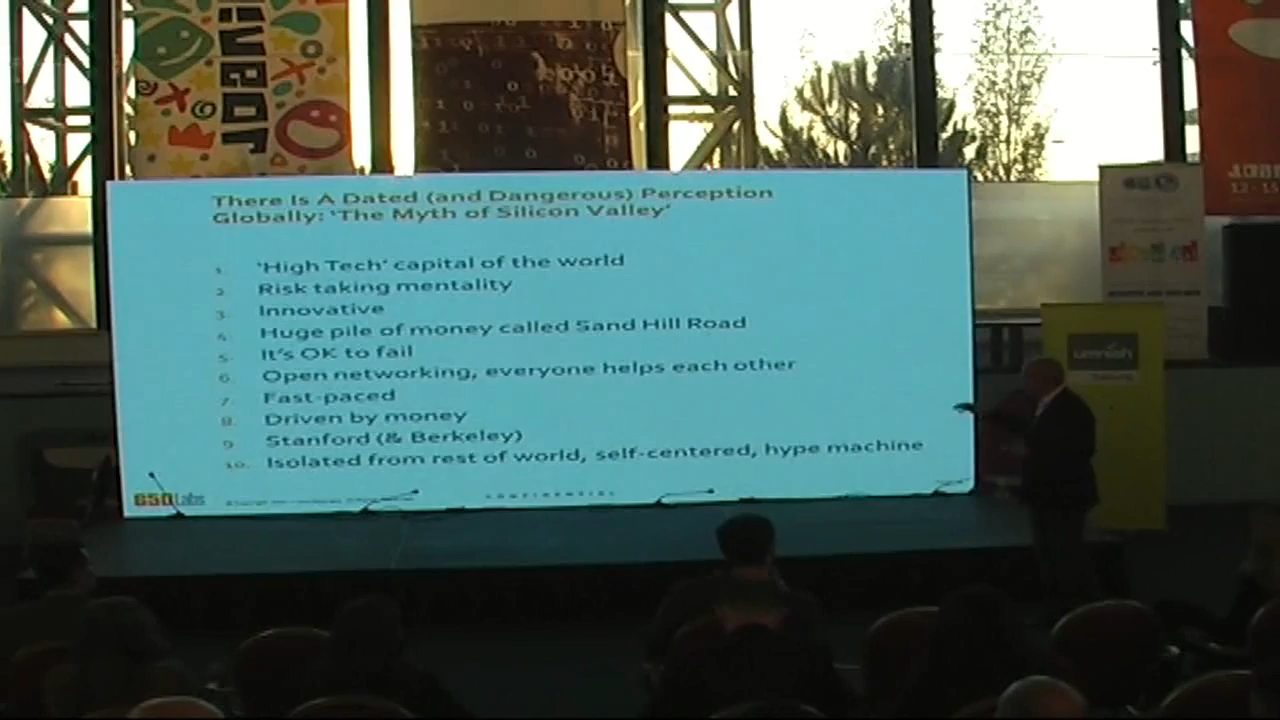 There Is A Dated (and Dangerous) Perception
Globally: 'The Myth of Silicon Valley'
1. 'High Tech' capital of the world
2. Risk taking mentality
3. Innovative
4. Huge pile of money called Sand Hill Road
5. It's OK to fail
6. Open networking, everyone helps each other
7. Fast-paced
8. Driven by money
9. Stanford (& Berkeley)
10. Isolated from rest of world, self-centered, hype machine
650Labs
CONFIDENTIAL
umniah